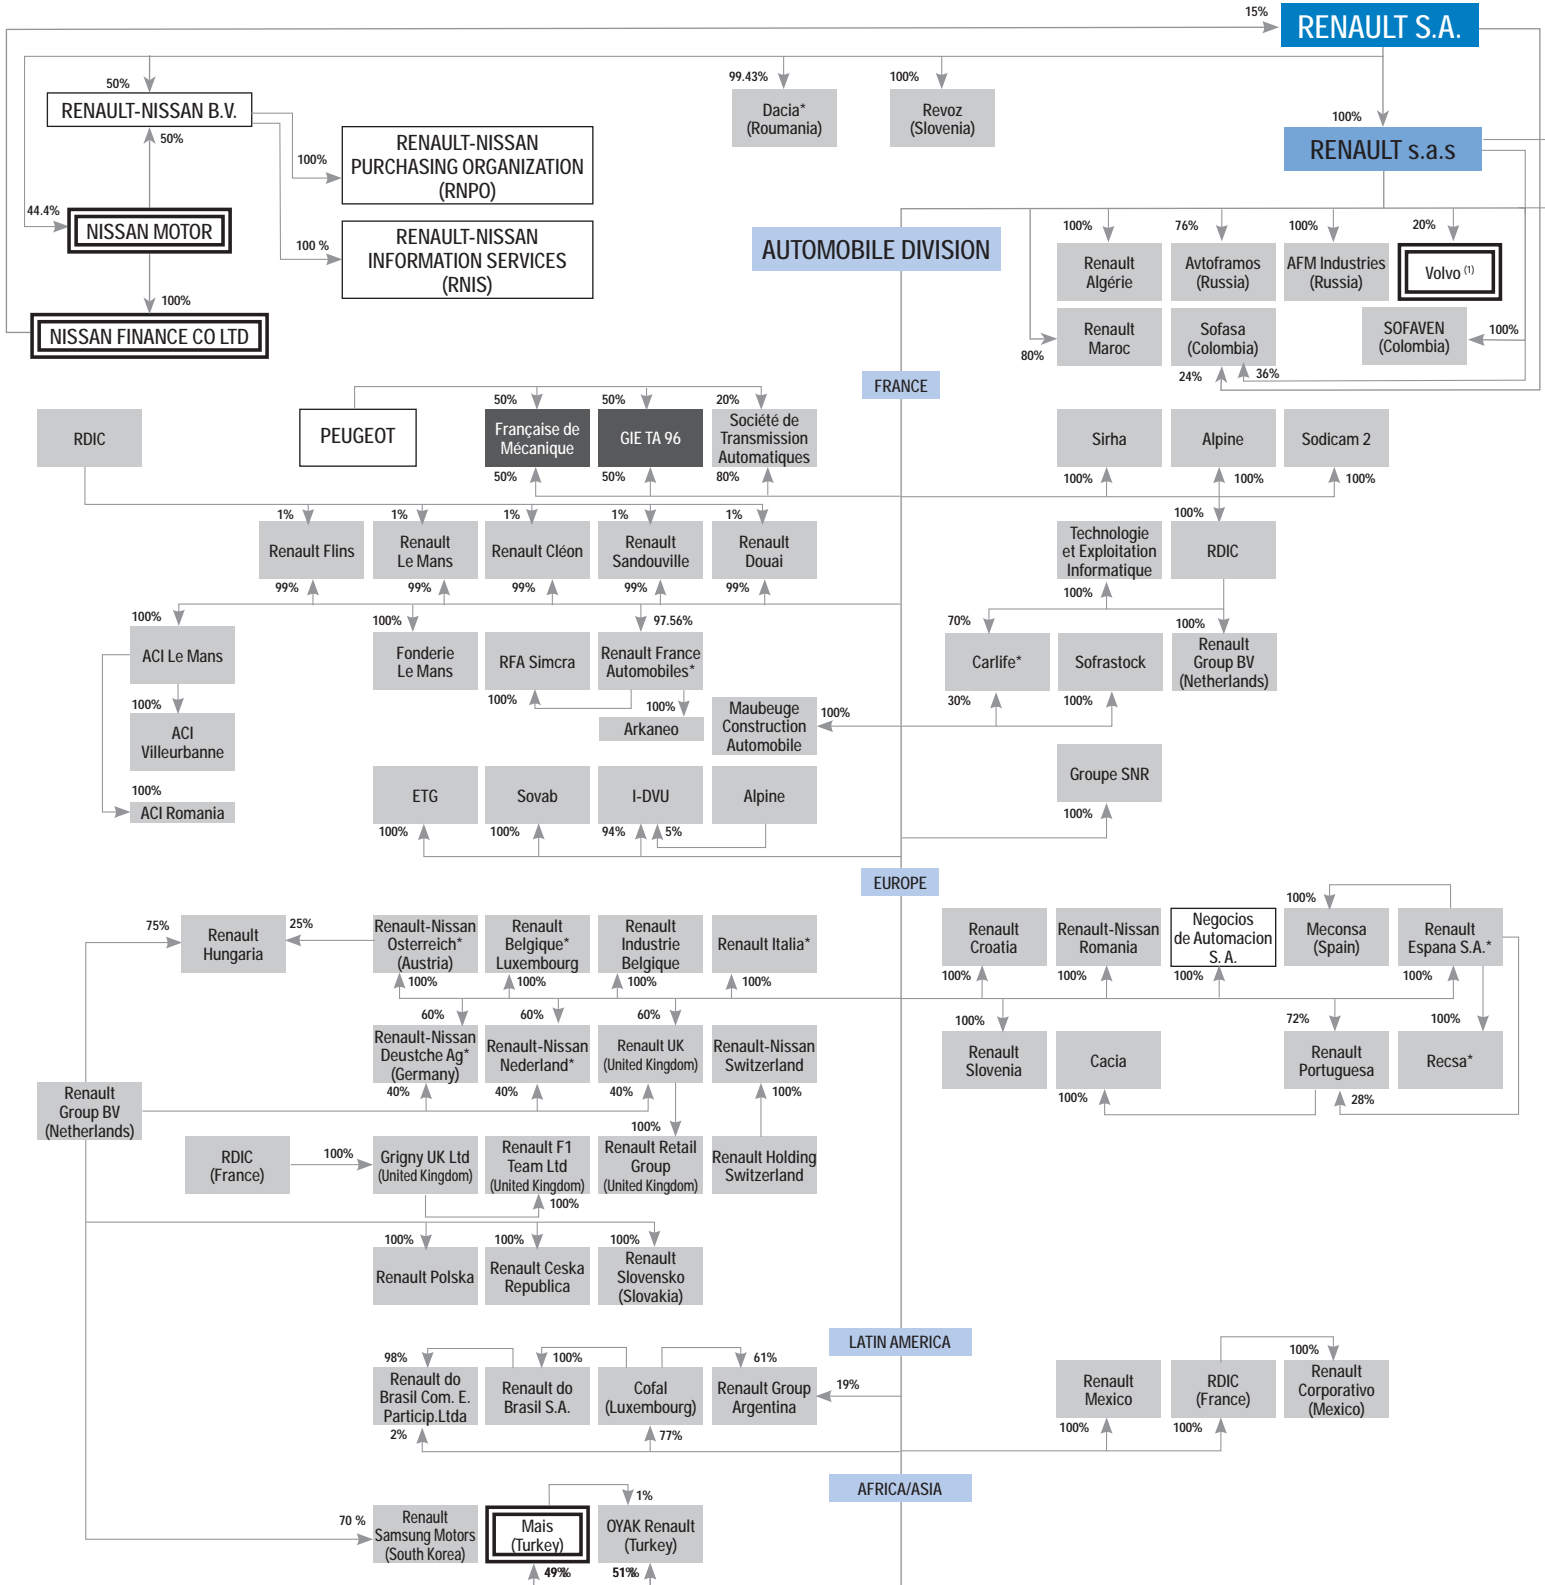 15%
RENAULT S.A.
50%
RENAULT-NISSAN B.V.
50%
99.43%
Dacia*
(Roumania)
100%
Revoz
(Slovenia)
100%
RENAULT s.a.s
100%
RENAULT-NISSAN
PURCHASING ORGANIZATION
(RNPO)
44.4%
NISSAN MOTOR
100 %
RENAULT-NISSAN
INFORMATION SERVICES
(RNIS)
100%
NISSAN FINANCE CO LTD
AUTOMOBILE DIVISION
100%
Renault
Algérie
76%
Avtoframos
(Russia)
100%
AFM Industries
(Russia)
20%
Volvo (1)
80%
Renault
Maroc
Sofasa
(Colombia)
24%
36%
SOFAVEN
(Colombia)
100%
FRANCE
RDIC
PEUGEOT
50%
Française de
Mécanique
50%
50%
GIE TA 96
50%
20%
Société de
Transmission
Automatiques
80%
Sirha
100%
Alpine
100%
Sodicam 2
100%
1%
Renault Flins
99%
1%
Renault
Le Mans
99%
1%
Renault Cléon
99%
1%
Renault
Sandouville
99%
1%
Renault
Douai
99%
Technologie
et Exploitation
Informatique
100%
100%
RDIC
100%
ACI Le Mans
100%
Fonderie
Le Mans
RFA Simcra
100%
97.56%
Renault France
Automobiles*
100%
Arkaneo
70%
Carlife*
30%
Sofrastock
100%
100%
Renault
Group BV
(Netherlands)
100%
ACI
Villeurbanne
Maubeuge
Construction
Automobile
100%
100%
ACI Romania
ETG
100%
Sovab
100%
I-DVU
94%
5%
Alpine
Groupe SNR
100%
EUROPE
75%
Renault
Hungaria
25%
Renault-Nissan
Osterreich*
(Austria)
100%
Renault
Belgique*
Luxembourg
100%
Renault
Industrie
Belgique
100%
Renault Italia*
100%
Renault
Croatia
100%
Renault-Nissan
Romania
100%
Negocios
de Automacion
S. A.
100%
100%
Meconsa
(Spain)
Renault
Espana S.A.*
100%
60%
Renault-Nissan
Deustche Ag*
(Germany)
40%
60%
Renault-Nissan
Nederland*
40%
60%
Renault UK
(United Kingdom)
40%
Renault-Nissan
Switzerland
100%
100%
Renault
Slovenia
Cacia
100%
72%
Renault
Portuguesa
28%
100%
Recsa*
Renault
Group BV
(Netherlands)
RDIC
(France)
100%
Grigny UK Ltd
(United Kingdom)
Renault F1
Team Ltd
(United Kingdom)
100%
100%
Renault Retail
Group
(United Kingdom)
Renault Holding
Switzerland
100%
Renault Polska
100%
Renault Ceska
Republica
100%
Renault
Slovensko
(Slovakia)
LATIN AMERICA
98%
Renault do
Brasil Com. E.
Particip.Ltda
2%
100%
Renault do
Brasil S.A.
Cofal
(Luxembourg)
77%
61%
Renault Group
Argentina
19%
Renault
Mexico
100%
RDIC
(France)
100%
100%
Renault
Corporativo
(Mexico)
AFRICA/ASIA
70 %
Renault
Samsung Motors
(South Korea)
Mais
(Turkey)
49%
1%
OYAK Renault
(Turkey)
51%